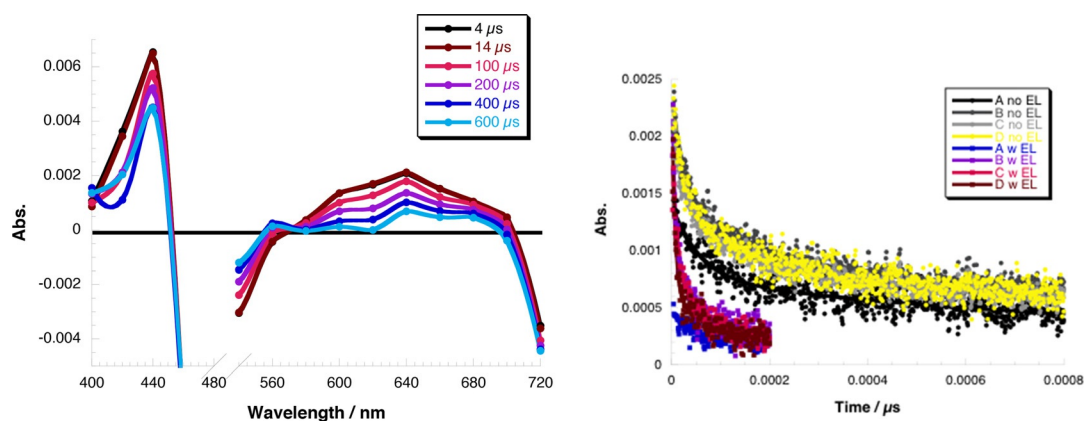 4 µs
14 µs
100 µs
200 µs
400 µs
600 µs
0.006
0.004
0.002
0
-0.002
-0.004
Abs.
400 440 480 560 600 640 680 720
Wavelength / nm
0.0025
0.002
0.0015
0.001
0.0005
0
Abs.
A no EL
B no EL
C no EL
D no EL
A w EL
B w EL
C w EL
D w EL
0 0.0002 0.0004 0.0006 0.0008
Time / µs